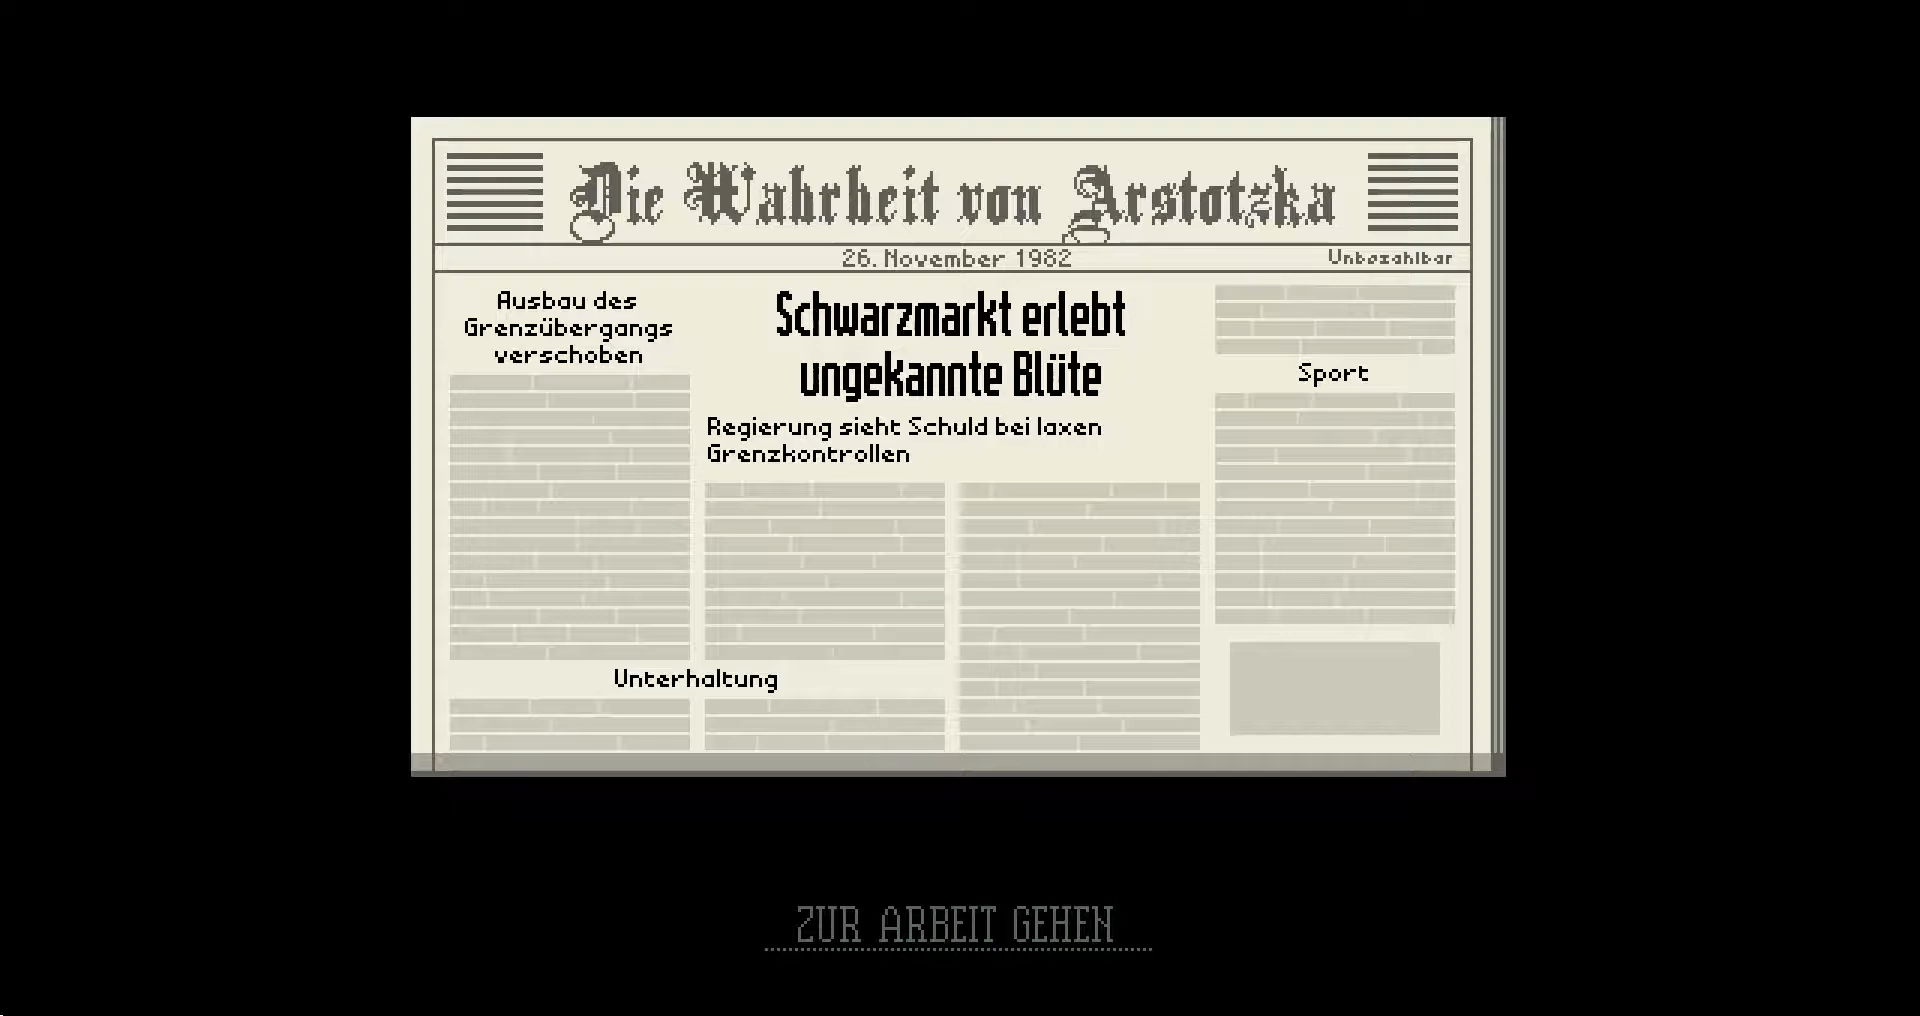 Die Wahrheit von Arstotzka
26. November 1982
Unbezahlbar
Ausbau des
Grenzübergangs
verschoben
Schwarzmarkt erlebt
ungekannte Blüte
Regierung sieht Schuld bei laxen
Grenzkontrollen
Sport
Unterhaltung
ZUR ARBEIT GEHEN